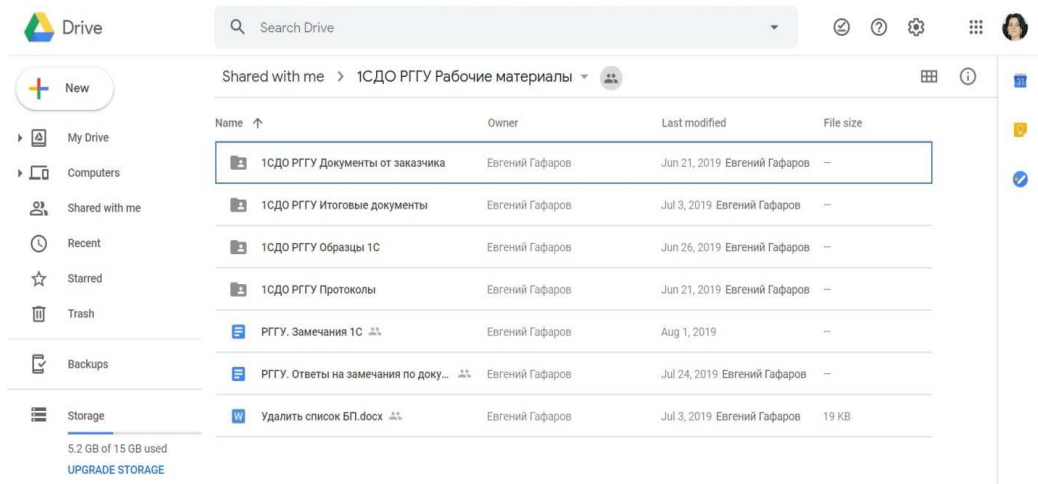 Drive
Search Drive
New
My Drive
Computers
Shared with me
Recent
Starred
Trash
Backups
Storage
5.2 GB of 15 GB used
UPGRADE STORAGE
Shared with me > 1СДО РГГУ Рабочие материалы
Name ↑ Owner Last modified File size
1СДО РГГУ Документы от заказчика Евгений Гафаров Jun 21, 2019 Евгений Гафаров —
1СДО РГГУ Итоговые документы Евгений Гафаров Jul 3, 2019 Евгений Гафаров —
1СДО РГГУ Образцы 1С Евгений Гафаров Jun 26, 2019 Евгений Гафаров —
1СДО РГГУ Протоколы Евгений Гафаров Jun 21, 2019 Евгений Гафаров —
РГГУ. Замечания 1С Евгений Гафаров Aug 1, 2019 —
РГГУ. Ответы на замечания по доку... Евгений Гафаров Jul 24, 2019 Евгений Гафаров —
W Удалить список БП.docx Евгений Гафаров Jul 3, 2019 Евгений Гафаров 19 KB
31